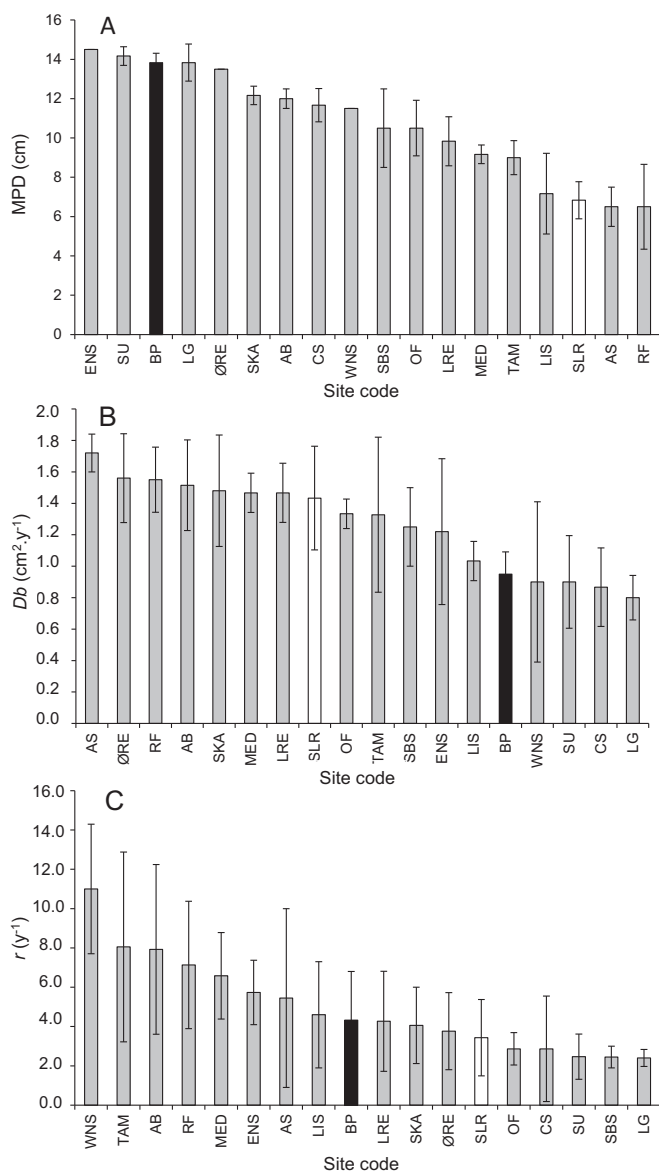 A
MPD (cm)
16
14
12
10
8
6
4
2
0
ENS SU BP LG ØRE SKA AB CS WNS SBS OF LRE MED TAM LIS SLR AS RF
Site code
B
Db (cm².y⁻¹)
2.0
1.8
1.6
1.4
1.2
1.0
0.8
0.6
0.4
0.2
0.0
AS ØRE RF AB SKA MED LRE SLR OF TAM SBS ENS LIS BP WNS SU CS LG
Site code
C
r (y⁻¹)
16.0
14.0
12.0
10.0
8.0
6.0
4.0
2.0
0.0
WNS TAM AB RF MED ENS AS LIS BP LRE SKA ØRE SLR OF CS SU SBS LG
Site code